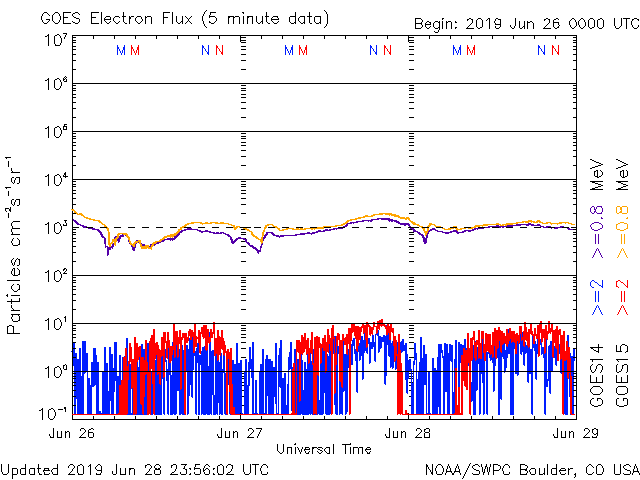 GOES Electron Flux (5 minute data)
Begin: 2019 Jun 26 0000 UTC
M M N N M M N N M M N N
10⁷
10⁶
10⁵
10⁴
10³
10²
10¹
10⁰
10⁻¹
Particles cm⁻²s⁻¹sr⁻¹
GOES14 >=2 >=0.8 MeV
GOES15 >=2 >=0.8 MeV
Jun 26 Jun 27 Jun 28 Jun 29
Universal Time
Updated 2019 Jun 28 23:56:02 UTC
NOAA/SWPC Boulder, CO USA